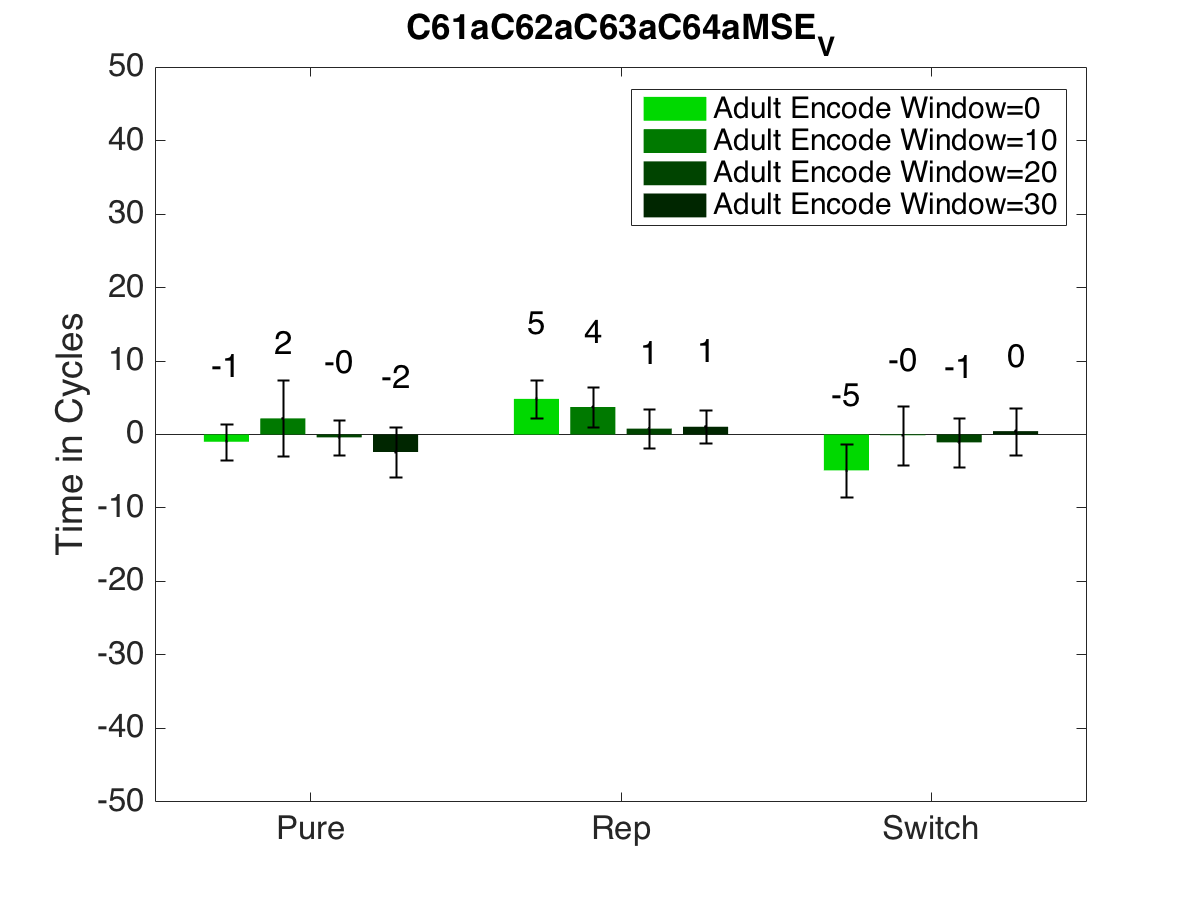 C61aC62aC63aC64aMSE_V
50
40
30
20
10
0
-10
-20
-30
-40
-50
Time in Cycles
Adult Encode Window=0
Adult Encode Window=10
Adult Encode Window=20
Adult Encode Window=30
-1 2 -0 -2
5 4 1 1
-5 -0 -1 0
Pure Rep Switch